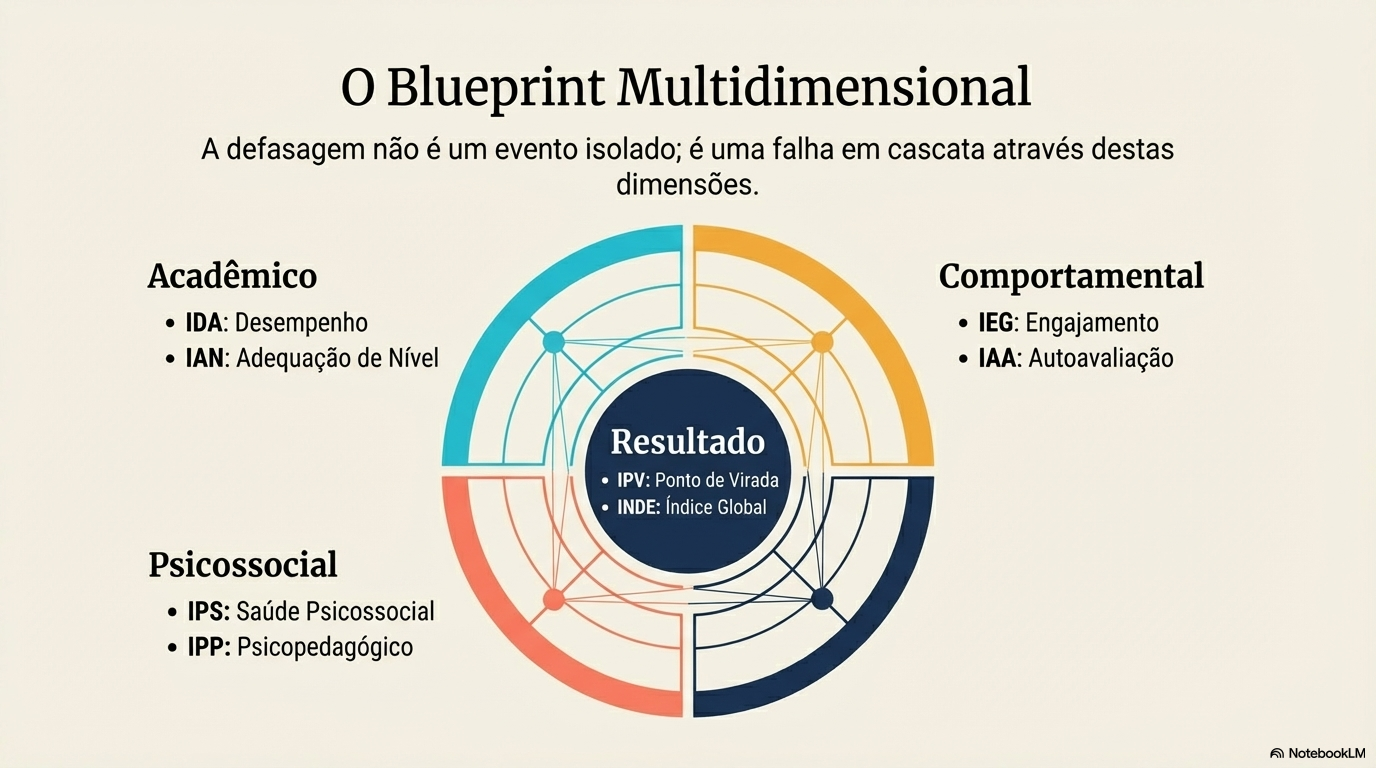 O Blueprint Multidimensional
A defasagem não é um evento isolado; é uma falha em cascata através destas
dimensões.
Acadêmico
• IDA: Desempenho
• IAN: Adequação de Nível
Comportamental
• IEG: Engajamento
• IAA: Autoavaliação
Resultado
• IPV: Ponto de Virada
• INDE: Índice Global
Psicossocial
• IPS: Saúde Psicossocial
• IPP: Psicopedagógico
NotebookLM